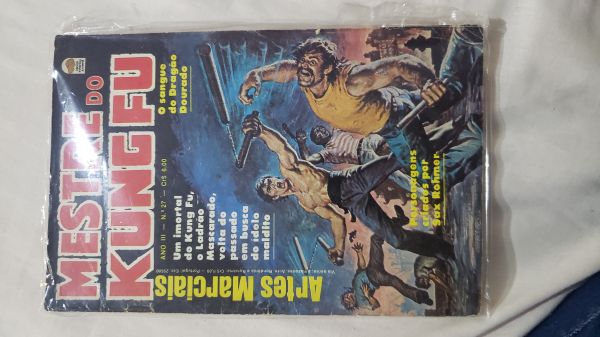 MESTRE DO
KUNG FU
ANO III — N.º 27 — Cr$ 6,00
O sangue
do Dragão
Dourado
Um imortal
do Kung Fu,
o Ladrão
Mascarado,
volta do
passado
em busca
do ídolo
maldito
Personagens
criados por
Sax Rohmer
Artes Marciais